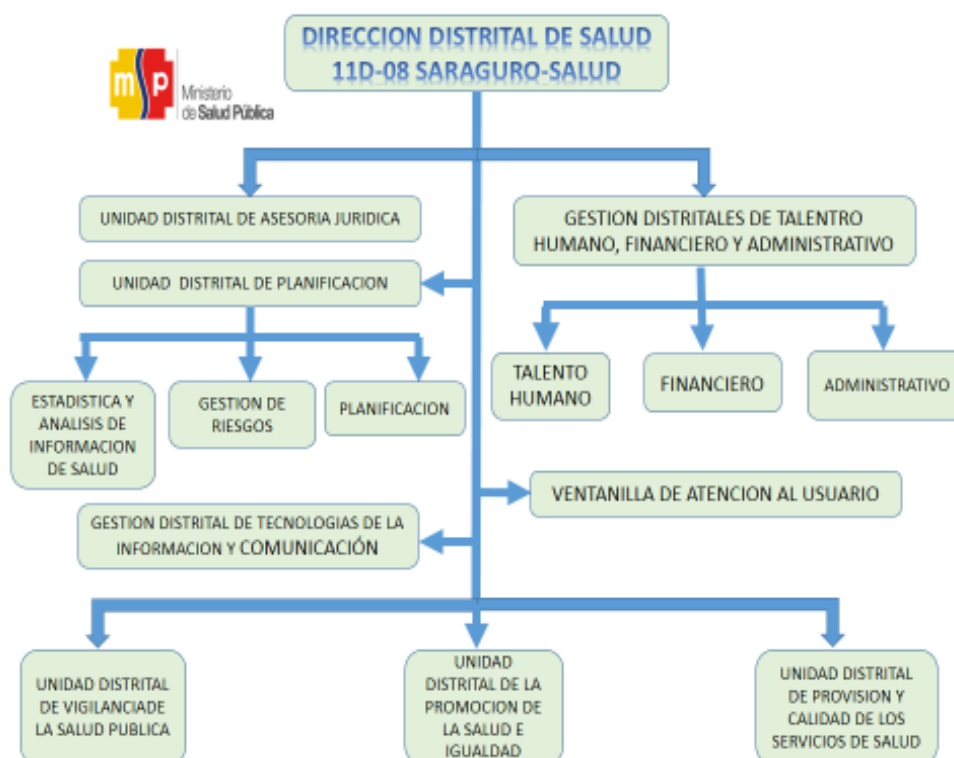 DIRECCION DISTRITAL DE SALUD
11D-08 SARAGURO-SALUD
msp
Ministerio
de Salud Pública
UNIDAD DISTRITAL DE ASESORIA JURIDICA
GESTION DISTRITALES DE TALENTRO
HUMANO, FINANCIERO Y ADMINISTRATIVO
UNIDAD DISTRITAL DE PLANIFICACION
TALENTO
HUMANO
FINANCIERO
ADMINISTRATIVO
ESTADISTICA Y
ANALISIS DE
INFORMACION
DE SALUD
GESTION DE
RIESGOS
PLANIFICACION
VENTANILLA DE ATENCION AL USUARIO
GESTION DISTRITAL DE TECNOLOGIAS DE LA
INFORMACION Y COMUNICACIÓN
UNIDAD DISTRITAL
DE VIGILANCIADE
LA SALUD PUBLICA
UNIDAD
DISTRITAL DE LA
PROMOCION DE
LA SALUD E
IGUALDAD
UNIDAD DISTRITAL
DE PROVISION Y
CALIDAD DE LOS
SERVICIOS DE SALUD